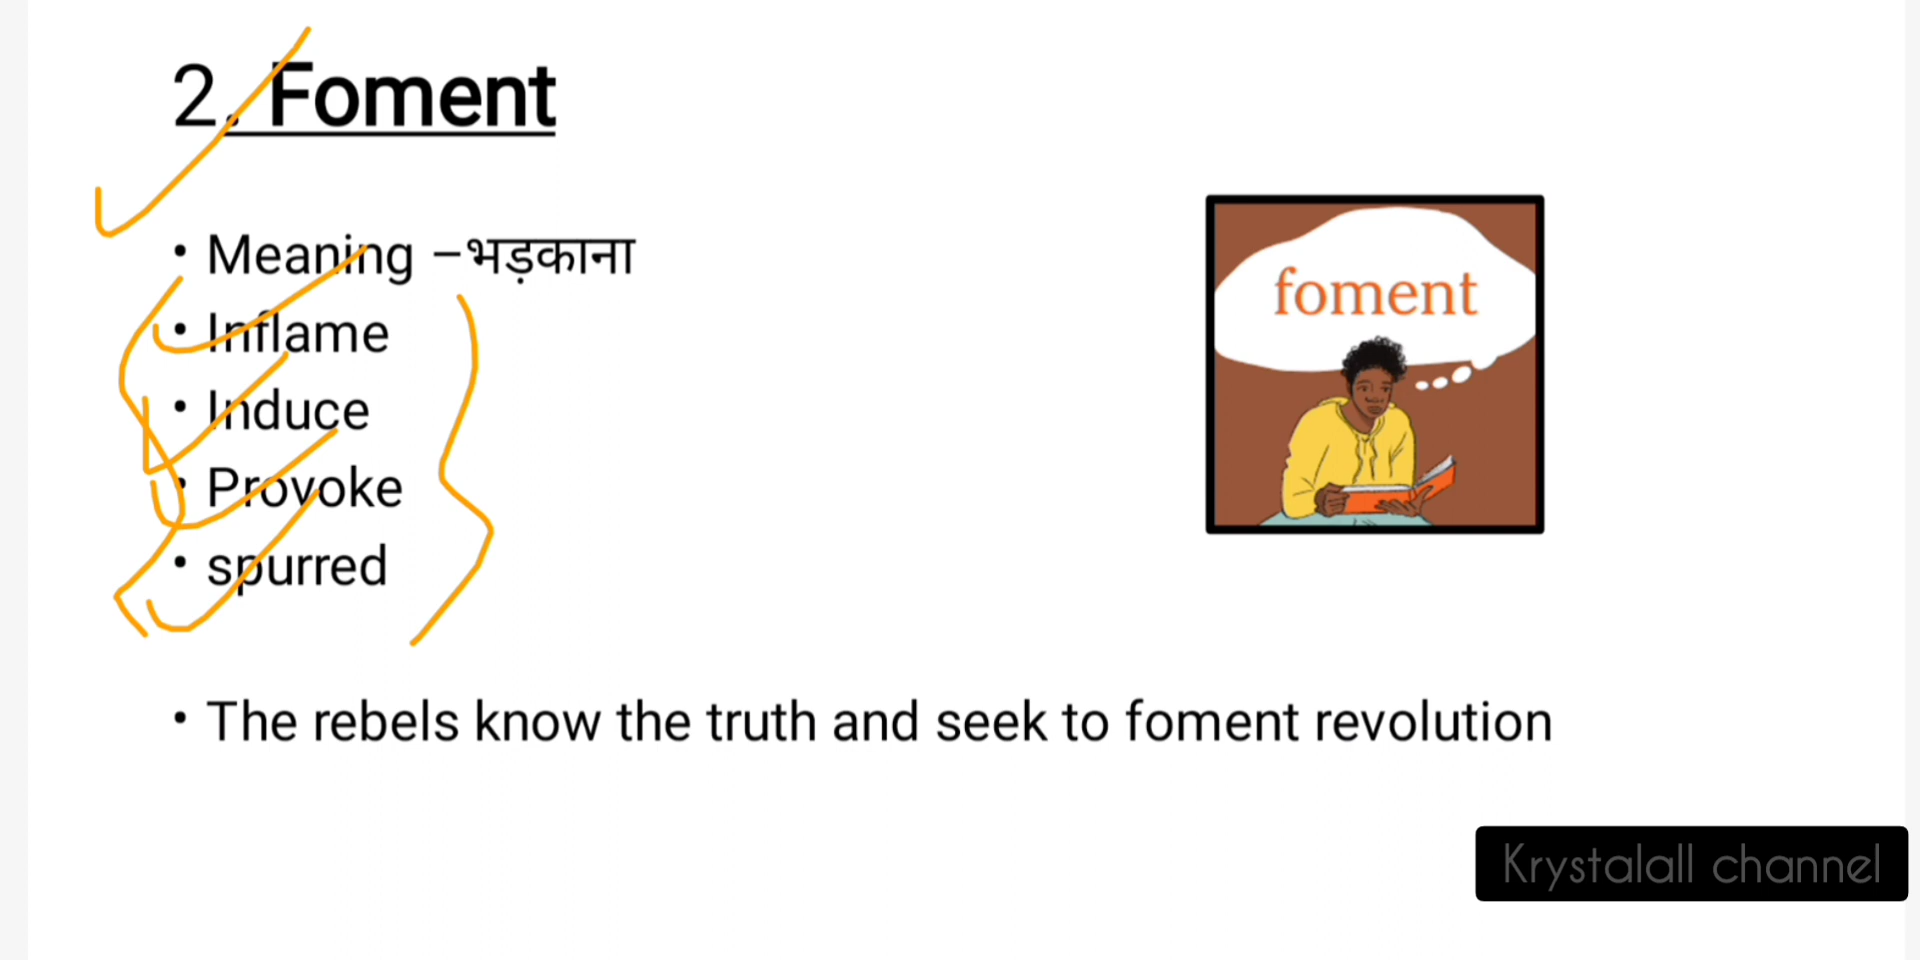 2. Foment
• Meaning –भड़काना
• Inflame
• Induce
• Provoke
• spurred
foment
• The rebels know the truth and seek to foment revolution
Krystalall channel